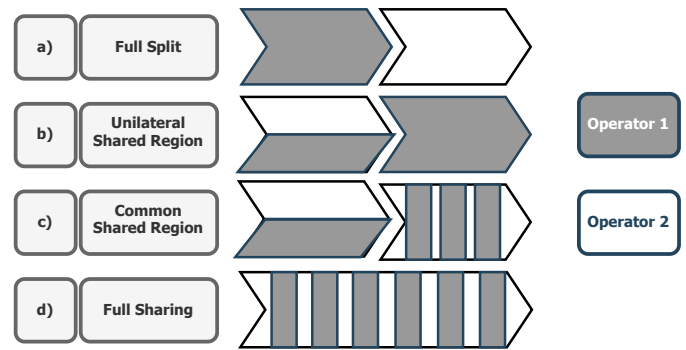 a)
Full Split
b)
Unilateral
Shared Region
Operator 1
c)
Common
Shared Region
Operator 2
d)
Full Sharing